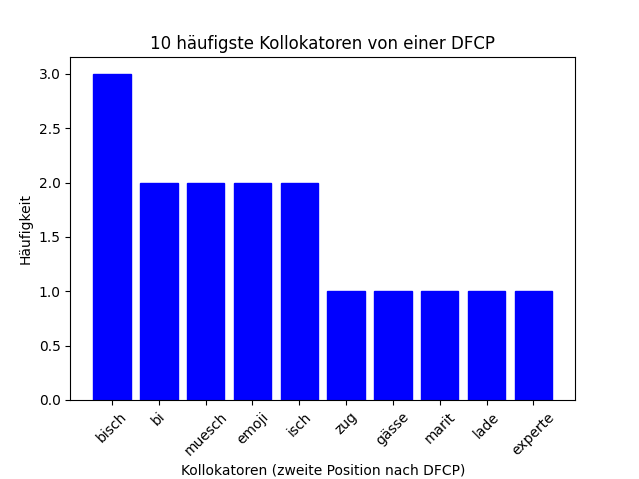 10 häufigste Kollokatoren von einer DFCP
3.0
2.5
2.0
1.5
1.0
0.5
0.0
Häufigkeit
bisch
bi
muesch
emoji
isch
zug
gässe
marit
lade
experte
Kollokatoren (zweite Position nach DFCP)